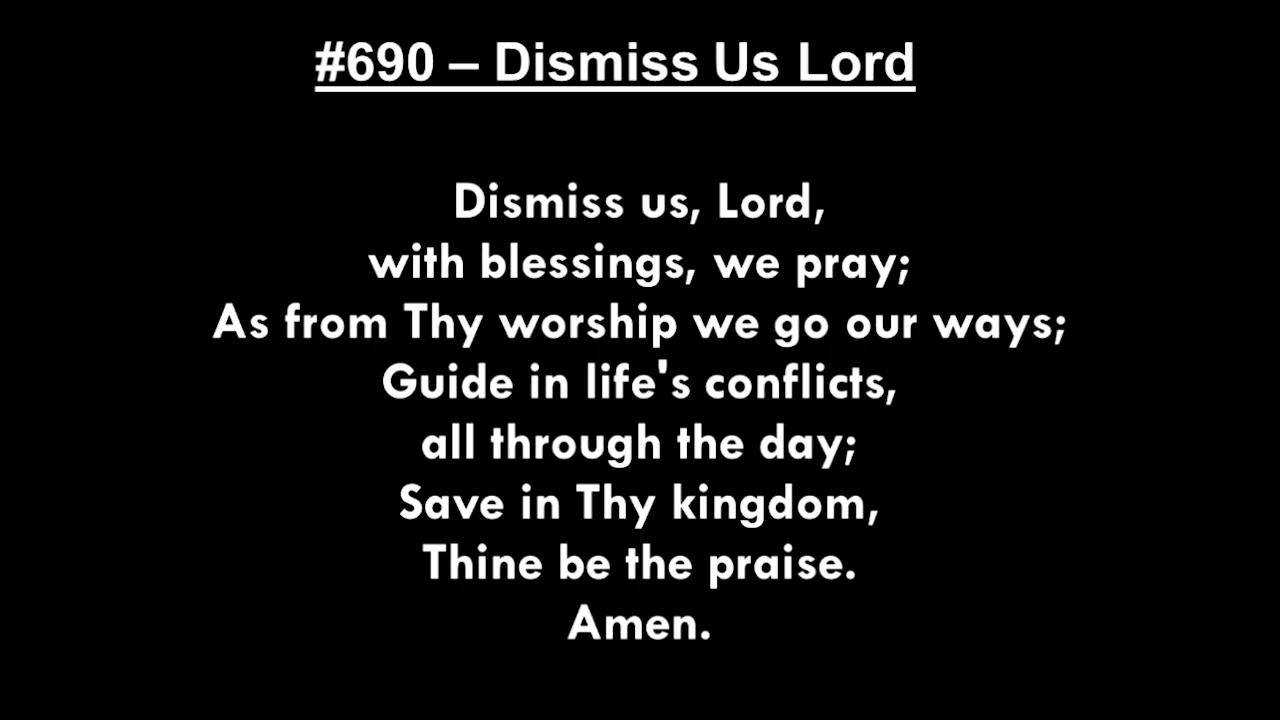 #690 – Dismiss Us Lord
Dismiss us, Lord,
with blessings, we pray;
As from Thy worship we go our ways;
Guide in life's conflicts,
all through the day;
Save in Thy kingdom,
Thine be the praise.
Amen.